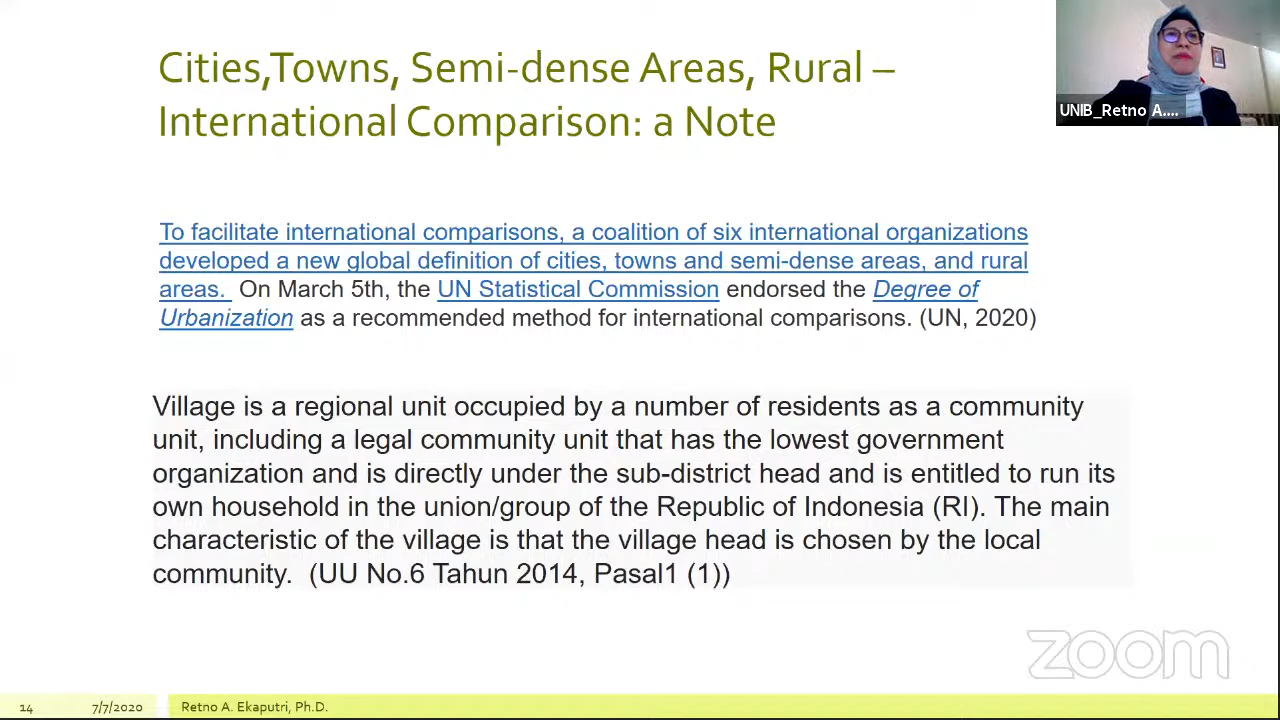 Cities,Towns, Semi-dense Areas, Rural –
International Comparison: a Note
UNIB_Retno A....
To facilitate international comparisons, a coalition of six international organizations
developed a new global definition of cities, towns and semi-dense areas, and rural
areas. On March 5th, the UN Statistical Commission endorsed the Degree of
Urbanization as a recommended method for international comparisons. (UN, 2020)
Village is a regional unit occupied by a number of residents as a community
unit, including a legal community unit that has the lowest government
organization and is directly under the sub-district head and is entitled to run its
own household in the union/group of the Republic of Indonesia (RI). The main
characteristic of the village is that the village head is chosen by the local
community. (UU No.6 Tahun 2014, Pasal1 (1))
zoom
14 7/7/2020 Retno A. Ekaputri, Ph.D.